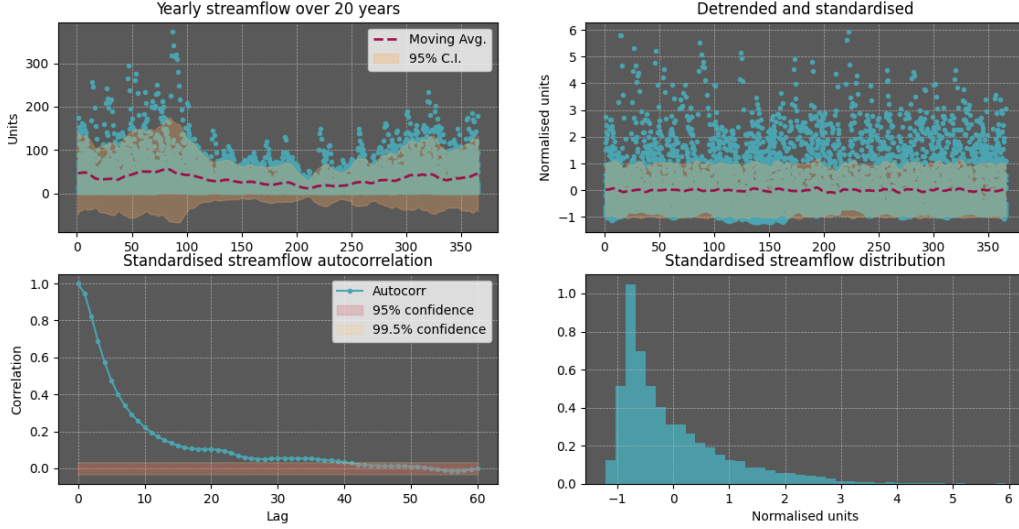 Yearly streamflow over 20 years
Units
300
200
100
0
0 50 100 150 200 250 300 350
Moving Avg.
95% C.I.
Detrended and standardised
Normalised units
6
5
4
3
2
1
0
−1
0 50 100 150 200 250 300 350
Standardised streamflow autocorrelation
Correlation
1.0
0.8
0.6
0.4
0.2
0.0
0 10 20 30 40 50 60
Lag
Autocorr
95% confidence
99.5% confidence
Standardised streamflow distribution
1.0
0.8
0.6
0.4
0.2
0.0
−1 0 1 2 3 4 5 6
Normalised units